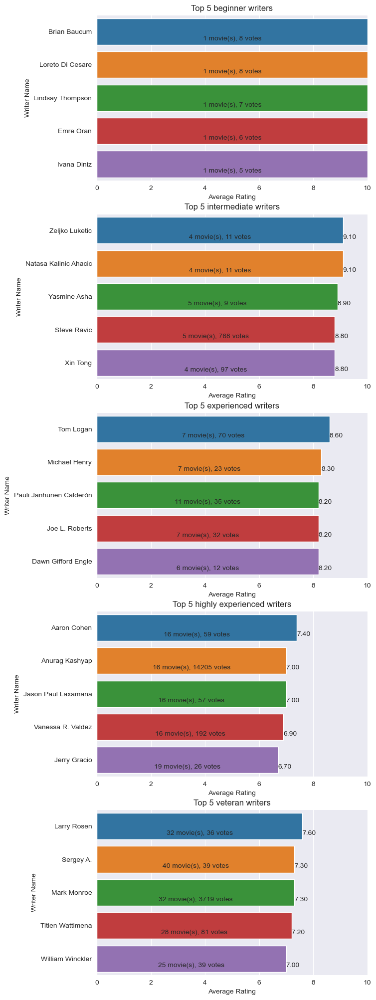 Top 5 beginner writers
Writer Name
Brian Baucum
1 movie(s), 8 votes
Loreto Di Cesare
1 movie(s), 8 votes
Lindsay Thompson
1 movie(s), 7 votes
Emre Oran
1 movie(s), 6 votes
Ivana Diniz
1 movie(s), 5 votes
0 2 4 6 8 10
Average Rating
Top 5 intermediate writers
Writer Name
Zeljko Luketic
4 movie(s), 11 votes 9.10
Natasa Kalinic Ahacic
4 movie(s), 11 votes 9.10
Yasmine Asha
5 movie(s), 9 votes 8.90
Steve Ravic
5 movie(s), 768 votes 8.80
Xin Tong
4 movie(s), 97 votes 8.80
0 2 4 6 8 10
Average Rating
Top 5 experienced writers
Writer Name
Tom Logan
7 movie(s), 70 votes 8.60
Michael Henry
7 movie(s), 23 votes 8.30
Pauli Janhunen Calderón
11 movie(s), 35 votes 8.20
Joe L. Roberts
7 movie(s), 32 votes 8.20
Dawn Gifford Engle
6 movie(s), 12 votes 8.20
0 2 4 6 8 10
Average Rating
Top 5 highly experienced writers
Writer Name
Aaron Cohen
16 movie(s), 59 votes 7.40
Anurag Kashyap
16 movie(s), 14205 votes 7.00
Jason Paul Laxamana
16 movie(s), 57 votes 7.00
Vanessa R. Valdez
16 movie(s), 192 votes 6.90
Jerry Gracio
19 movie(s), 26 votes 6.70
0 2 4 6 8 10
Average Rating
Top 5 veteran writers
Writer Name
Larry Rosen
32 movie(s), 36 votes 7.60
Sergey A.
40 movie(s), 39 votes 7.30
Mark Monroe
32 movie(s), 3719 votes 7.30
Titien Wattimena
28 movie(s), 81 votes 7.20
William Winckler
25 movie(s), 39 votes 7.00
0 2 4 6 8 10
Average Rating